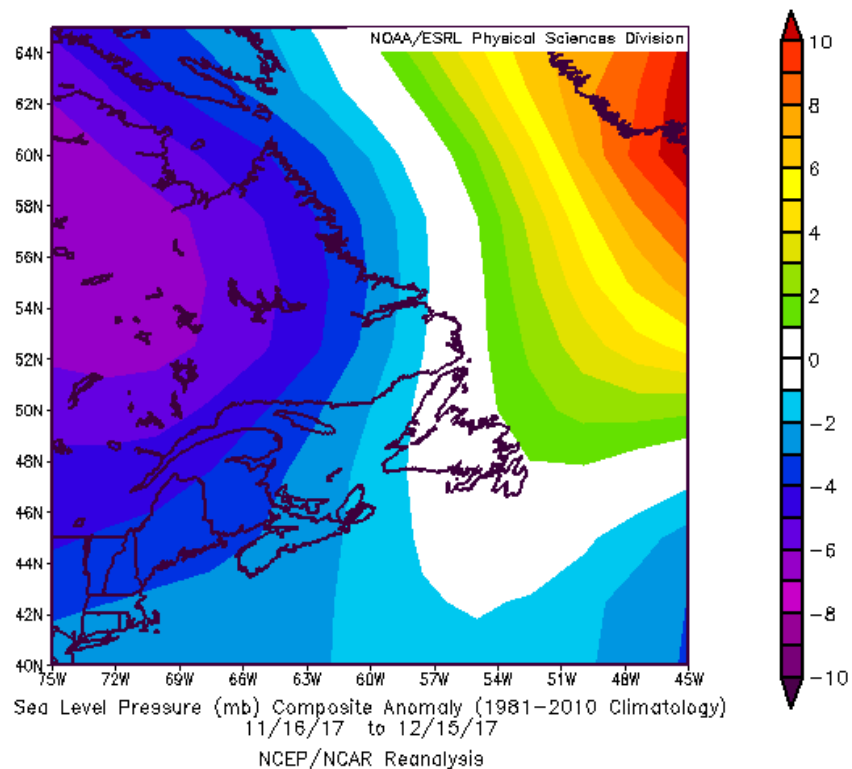 NOAA/ESRL Physical Sciences Division
64N
62N
60N
58N
56N
54N
52N
50N
48N
46N
44N
42N
40N
75W 72W 69W 66W 63W 60W 57W 54W 51W 48W 45W
10
8
6
4
2
0
-2
-4
-6
-8
-10
Sea Level Pressure (mb) Composite Anomaly (1981-2010 Climatology)
11/16/17 to 12/15/17
NCEP/NCAR Reanalysis